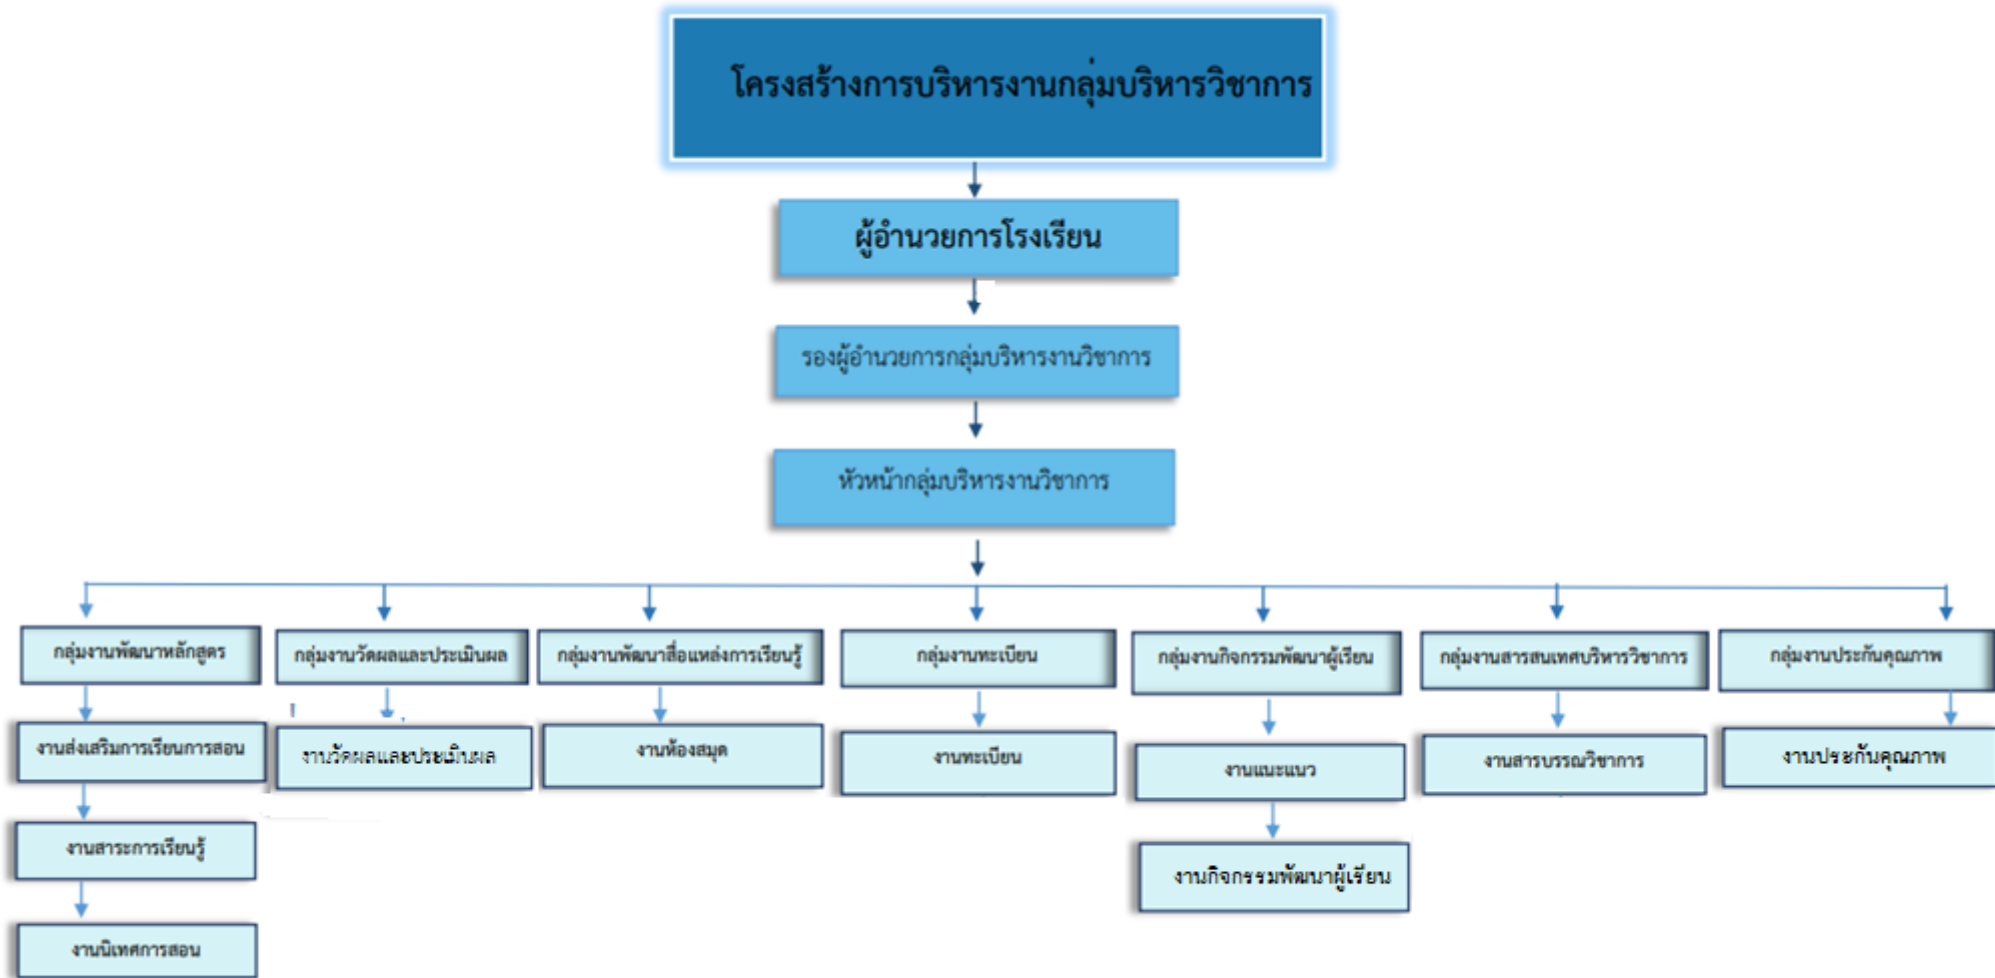 โครงสร้างการบริหารงานกลุ่มบริหารวิชาการ
ผู้อำนวยการโรงเรียน
รองผู้อำนวยการกลุ่มบริหารงานวิชาการ
หัวหน้ากลุ่มบริหารงานวิชาการ
กลุ่มงานพัฒนาหลักสูตร
กลุ่มงานวัดผลและประเมินผล
กลุ่มงานพัฒนาสื่อแหล่งการเรียนรู้
กลุ่มงานทะเบียน
กลุ่มงานกิจกรรมพัฒนาผู้เรียน
กลุ่มงานสารสนเทศบริหารวิชาการ
กลุ่มงานประกันคุณภาพ
งานส่งเสริมการเรียนการสอน
งานวัดผลและประเมินผล
งานห้องสมุด
งานทะเบียน
งานแนะแนว
งานสารบรรณวิชาการ
งานประกันคุณภาพ
งานสาระการเรียนรู้
งานกิจกรรมพัฒนาผู้เรียน
งานนิเทศการสอน